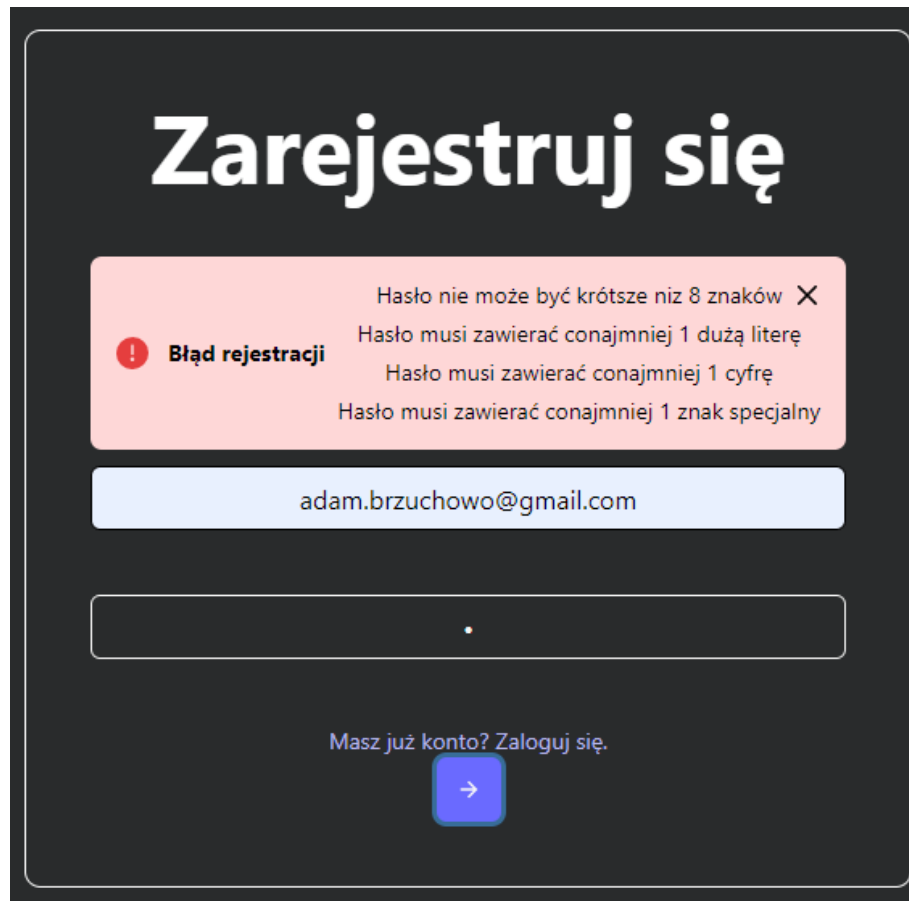 Zarejestruj się
Hasło nie może być krótsze niz 8 znaków
Hasło musi zawierać conajmniej 1 dużą literę
Błąd rejestracji
Hasło musi zawierać conajmniej 1 cyfrę
Hasło musi zawierać conajmniej 1 znak specjalny
adam.brzuchowo@gmail.com
Masz już konto? Zaloguj się.